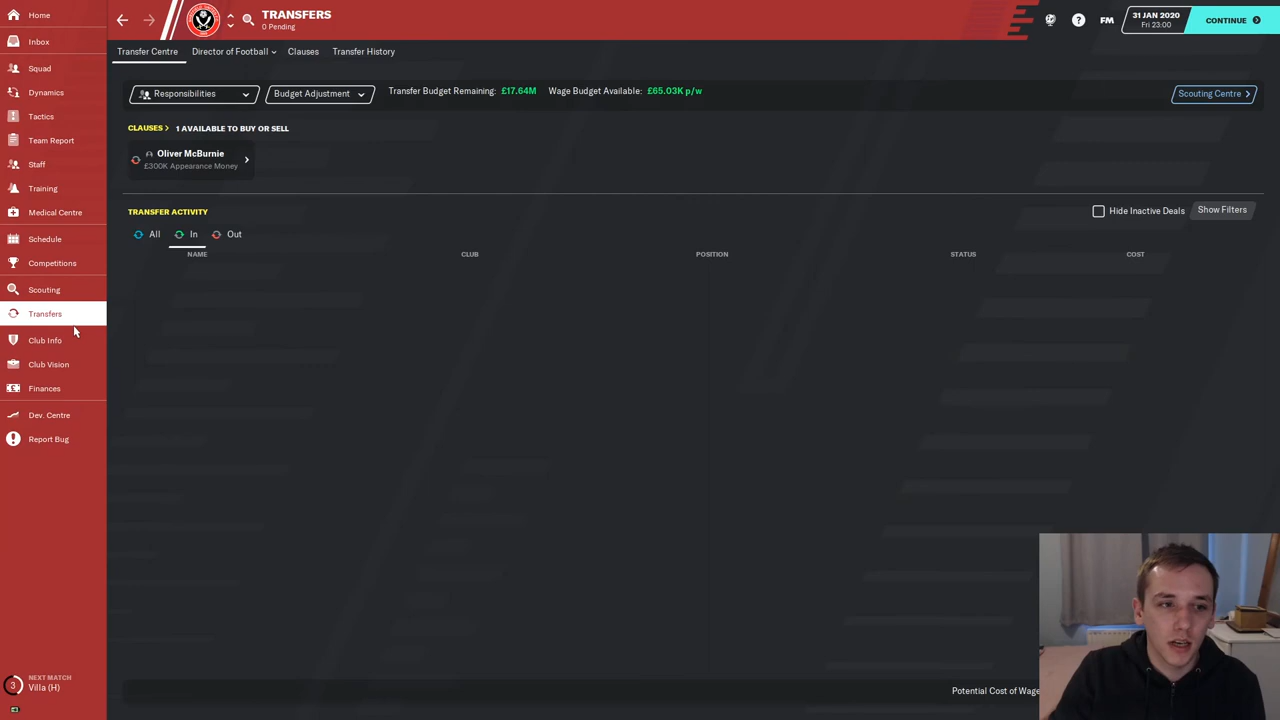 Home
Inbox
Squad
Dynamics
Tactics
Team Report
Staff
Training
Medical Centre
Schedule
Competitions
Scouting
Transfers
Club Info
Club Vision
Finances
Dev. Centre
Report Bug
3
NEXT MATCH
Villa (H)
TRANSFERS
0 Pending
?
FM
31 JAN 2020
Fri 23:00
CONTINUE
Transfer Centre
Director of Football
Clauses
Transfer History
Responsibilities
Budget Adjustment
Transfer Budget Remaining: £17.64M
Wage Budget Available: £65.03K p/w
Scouting Centre
CLAUSES > 1 AVAILABLE TO BUY OR SELL
Oliver McBurnie
£300K Appearance Money
TRANSFER ACTIVITY
Hide Inactive Deals
Show Filters
All
In
Out
NAME
CLUB
POSITION
STATUS
COST
Potential Cost of Wage